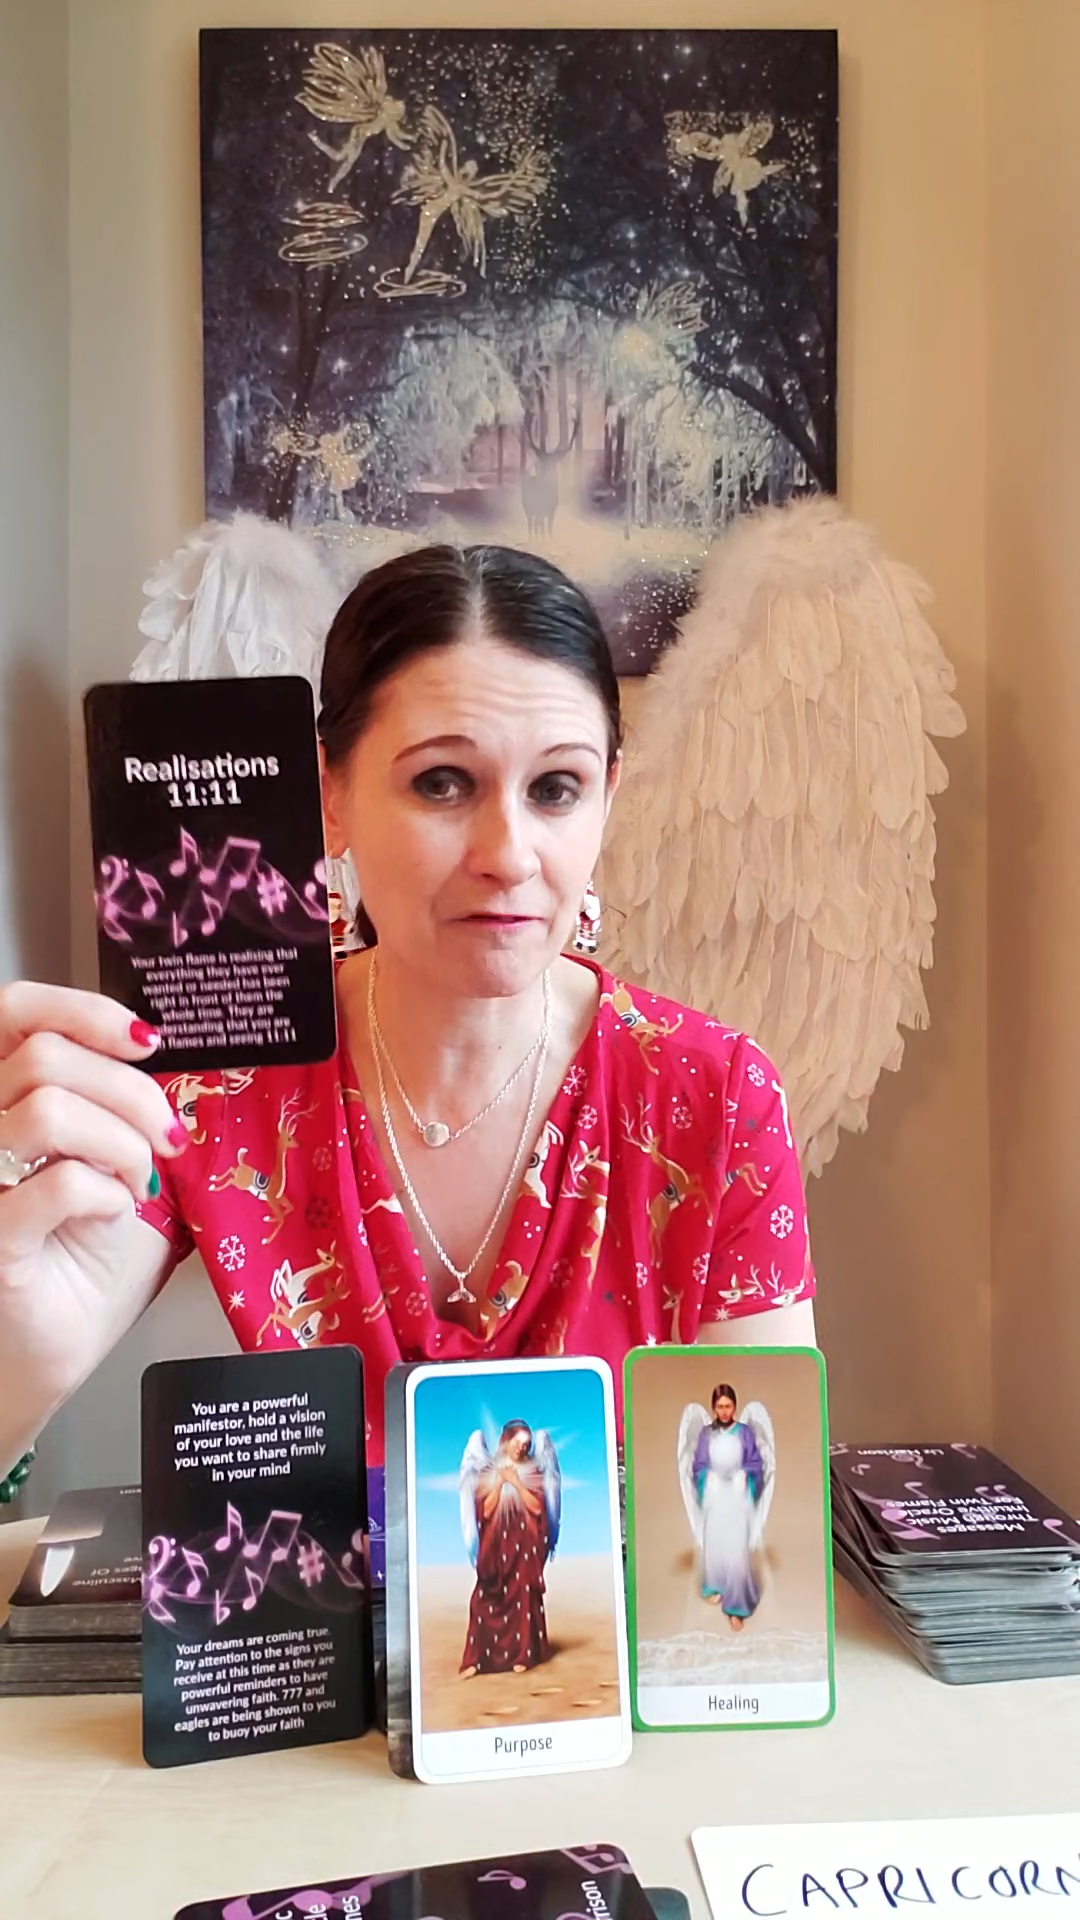 Realisations
11:11
Your twin flame is realising that
everything they have ever
wanted or needed has been
right in front of them the
whole time. They are
that you are
flames and seeing 11:11
You are a powerful
manifestor, hold a vision
of your love and the life
you want to share firmly
in your mind
Your dreams are coming true.
Pay attention to the signs you
receive at this time as they are
powerful reminders to have
unwavering faith. 777 and
eagles are being shown to you
to buoy your faith
Purpose
Healing
Messages
Through Music
Intuitive Oracle
For Twin Flames
Liz Harrison
Masculine
CAPRICORN